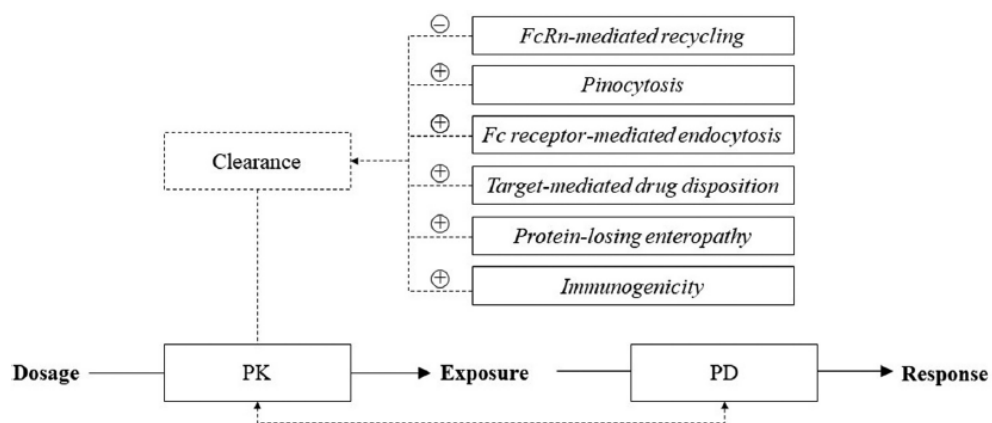 ⊖
FcRn-mediated recycling
⊕
Pinocytosis
⊕
Fc receptor-mediated endocytosis
Clearance
⊕
Target-mediated drug disposition
⊕
Protein-losing enteropathy
⊕
Immunogenicity
Dosage
PK
Exposure
PD
Response